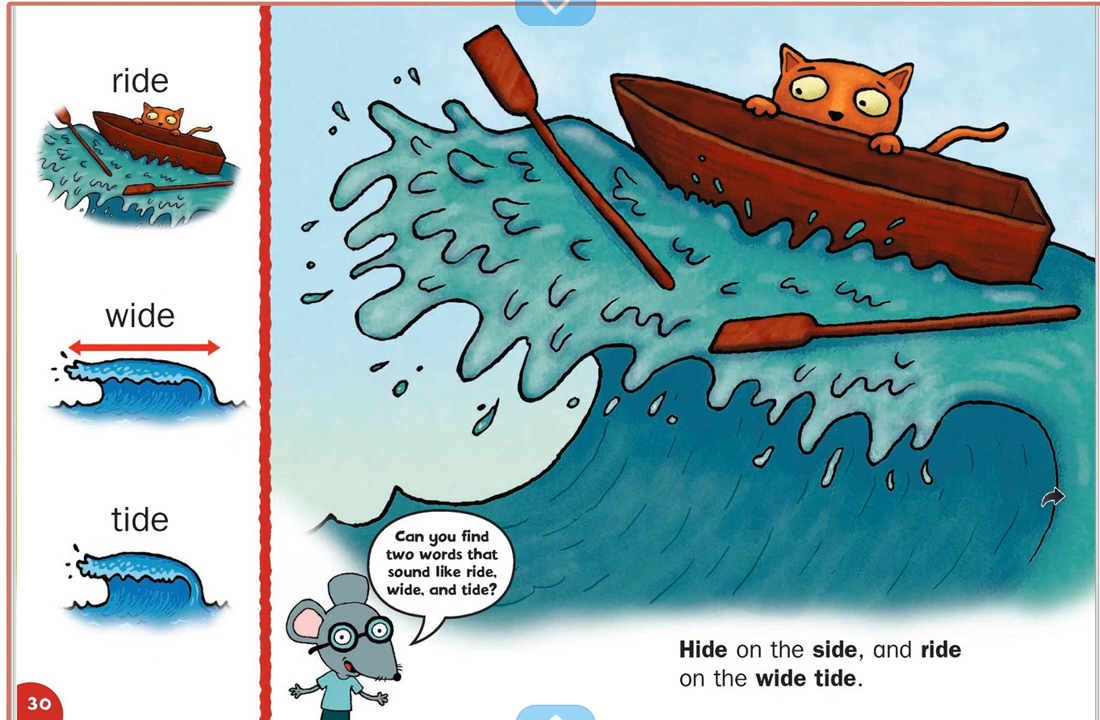 ride
wide
tide
Can you find
two words that
sound like ride,
wide, and tide?
Hide on the side, and ride
on the wide tide.
30